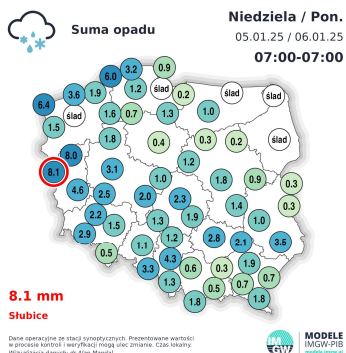 Suma opadu
Niedziela / Pon.
05.01.25 / 06.01.25
07:00-07:00
6.0 3.2 0.9
6.4 3.6 1.9 1.2 ślad 0.2 ślad ślad
ślad 1.6 0.7 1.3 1.0
1.5 1.8 0.4 0.3 0.2 ślad
8.0 1.2
8.1 3.1 1.0 1.8 0.9 0.3
4.6 2.5 2.0 2.3 1.4 0.3
2.2 1.5 1.3 1.9 1.0
2.9 1.2 2.8 2.1 3.5
0.5 1.1 4.3
3.3 0.6 0.3 1.9
1.3 0.5 0.7 0.7
1.8 1.8
8.1 mm
Słubice
Dane operacyjne ze stacji synoptycznych. Prezentowane wartości
w procesie kontroli i weryfikacji mogą ulec zmianie. Czas lokalny.
IM
GW
MODELE
IMGW-PIB